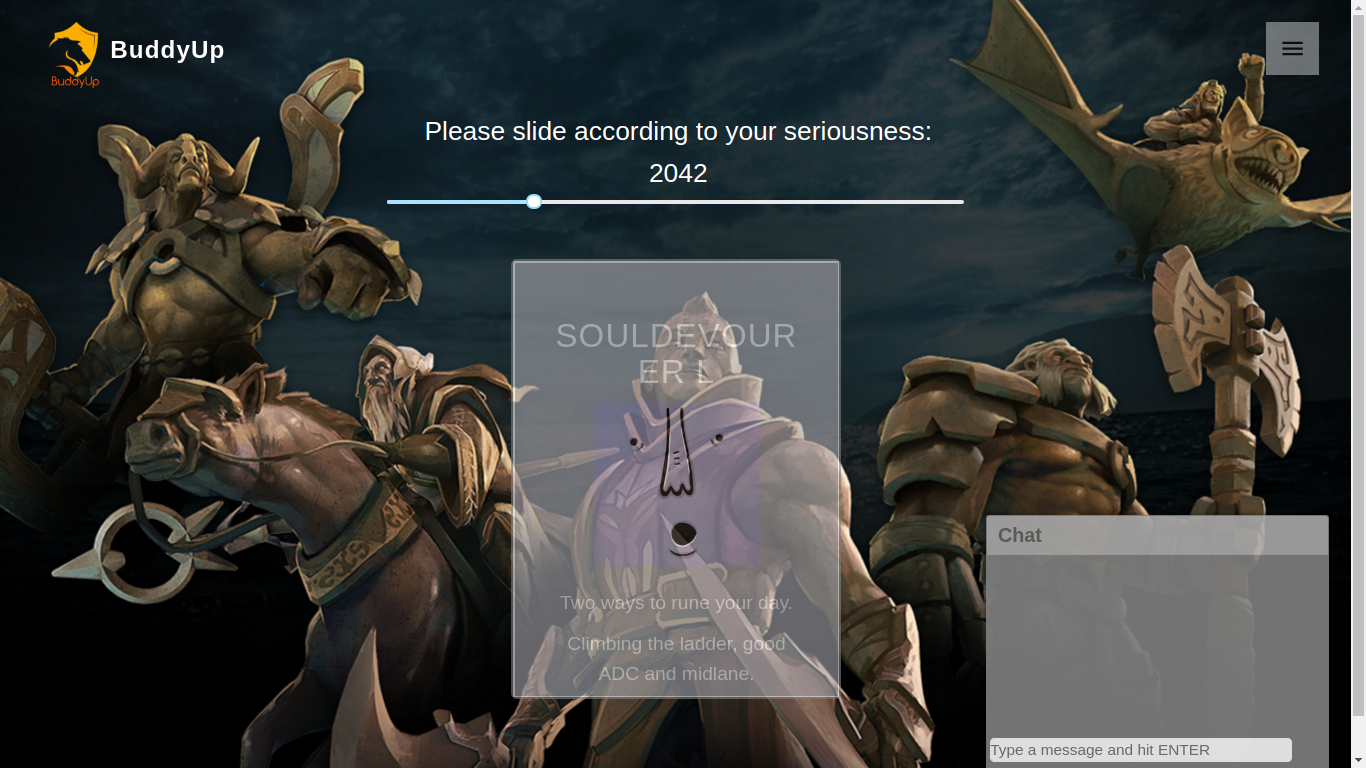 BuddyUp
BuddyUp
Please slide according to your seriousness:
2042
SOULDEVOUR
ER L
Two ways to rune your day.
Climbing the ladder, good
ADC and midlane.
Chat
Type a message and hit ENTER